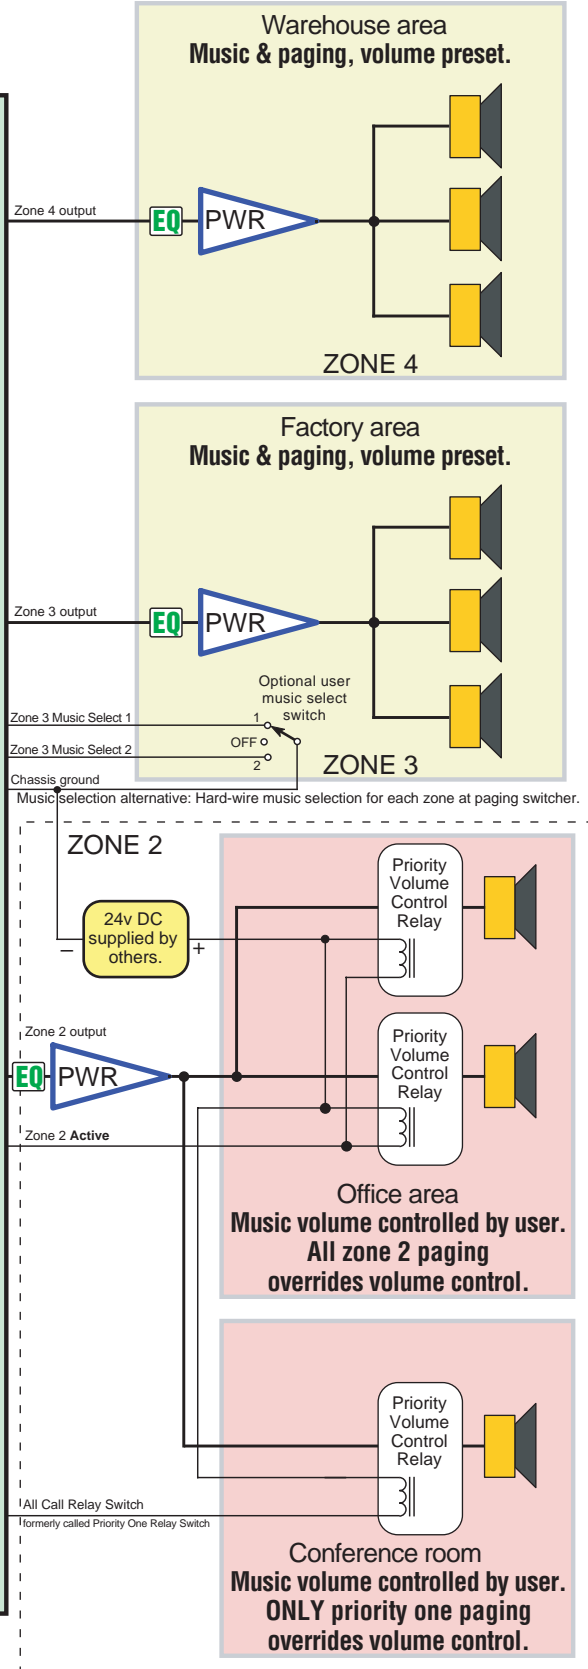 Warehouse area
Music & paging, volume preset.
Zone 4 output
EQ
PWR
ZONE 4
Factory area
Music & paging, volume preset.
Zone 3 output
EQ
PWR
Optional user
music select
switch
Zone 3 Music Select 1
1
OFF
Zone 3 Music Select 2
2
ZONE 3
Chassis ground
Music selection alternative: Hard-wire music selection for each zone at paging switcher.
ZONE 2
Priority
Volume
Control
Relay
24v DC
supplied by
others.
–
+
Zone 2 output
EQ
PWR
Priority
Volume
Control
Relay
Zone 2 Active
Office area
Music volume controlled by user.
All zone 2 paging
overrides volume control.
Priority
Volume
Control
Relay
All Call Relay Switch
formerly called Priority One Relay Switch
Conference room
Music volume controlled by user.
ONLY priority one paging
overrides volume control.